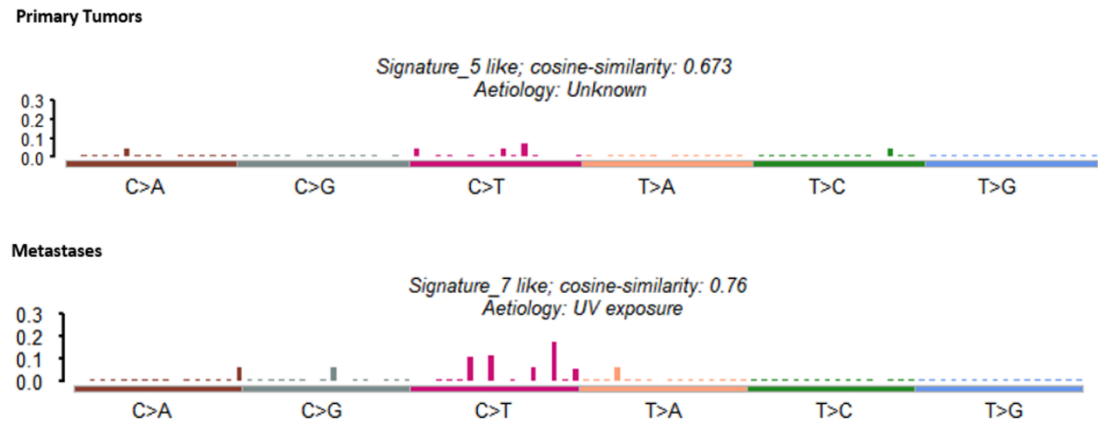 Primary Tumors
Signature_5 like; cosine-similarity: 0.673
Aetiology: Unknown
0.3
0.2
0.1
0.0
C>A C>G C>T T>A T>C T>G
Metastases
Signature_7 like; cosine-similarity: 0.76
Aetiology: UV exposure
0.3
0.2
0.1
0.0
C>A C>G C>T T>A T>C T>G